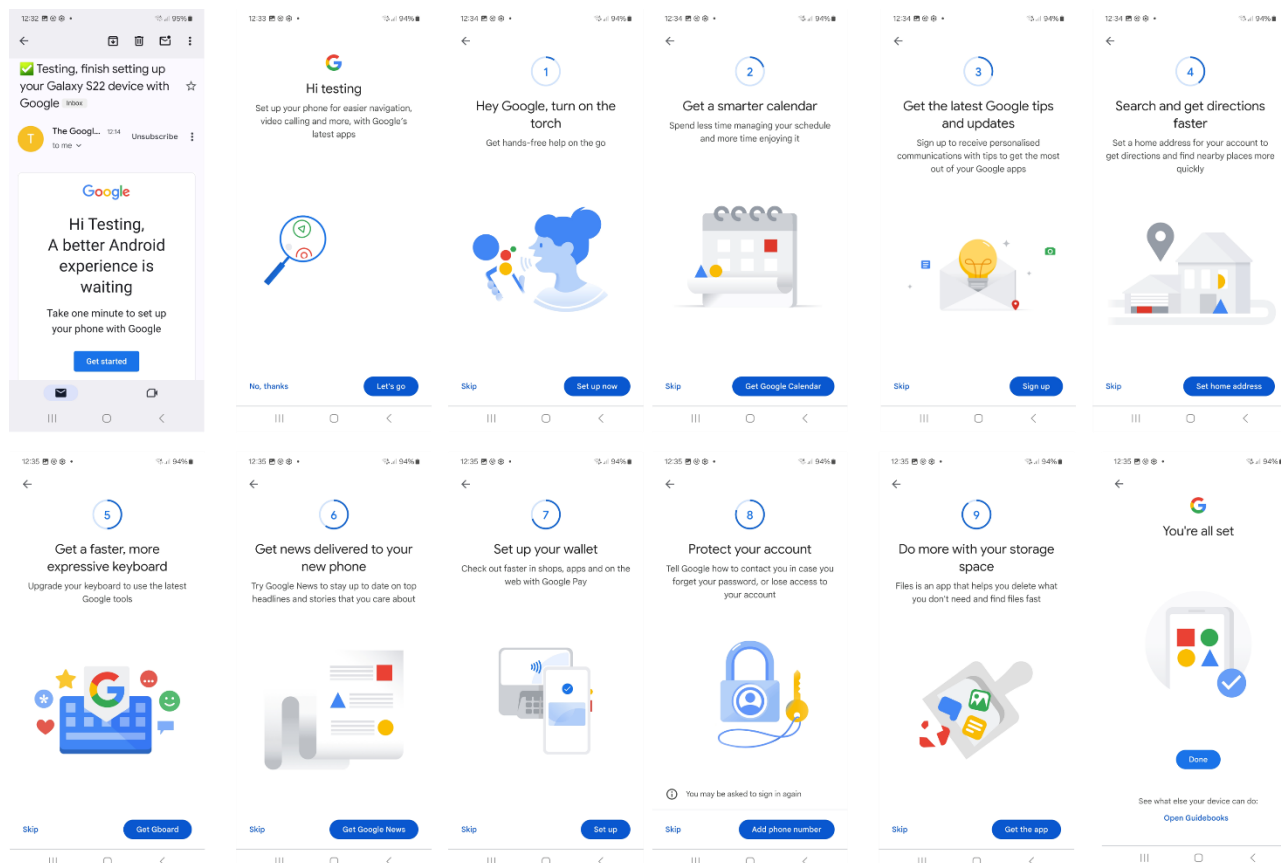 12:32
95%
✅ Testing, finish setting up
your Galaxy S22 device with
Google Inbox
T
The Googl... 12:14 Unsubscribe
to me
Google
Hi Testing,
A better Android
experience is
waiting
Take one minute to set up
your phone with Google
Get started
12:33
94%
G
Hi testing
Set up your phone for easier navigation,
video calling and more, with Google's
latest apps
No, thanks
Let's go
12:34
94%
1
Hey Google, turn on the
torch
Get hands-free help on the go
Skip
Set up now
12:34
94%
2
Get a smarter calendar
Spend less time managing your schedule
and more time enjoying it
Skip
Get Google Calendar
12:34
94%
3
Get the latest Google tips
and updates
Sign up to receive personalised
communications with tips to get the most
out of your Google apps
Skip
Sign up
12:34
94%
4
Search and get directions
faster
Set a home address for your account to
get directions and find nearby places more
quickly
Skip
Set home address
12:35
94%
5
Get a faster, more
expressive keyboard
Upgrade your keyboard to use the latest
Google tools
G
Skip
Get Gboard
12:35
94%
6
Get news delivered to your
new phone
Try Google News to stay up to date on top
headlines and stories that you care about
Skip
Get Google News
12:35
94%
7
Set up your wallet
Check out faster in shops, apps and on the
web with Google Pay
Skip
Set up
12:35
94%
8
Protect your account
Tell Google how to contact you in case you
forget your password, or lose access to
your account
You may be asked to sign in again
Skip
Add phone number
12:35
94%
9
Do more with your storage
space
Files is an app that helps you delete what
you don't need and find files fast
Skip
Get the app
12:35
94%
G
You're all set
Done
See what else your device can do:
Open Guidebooks